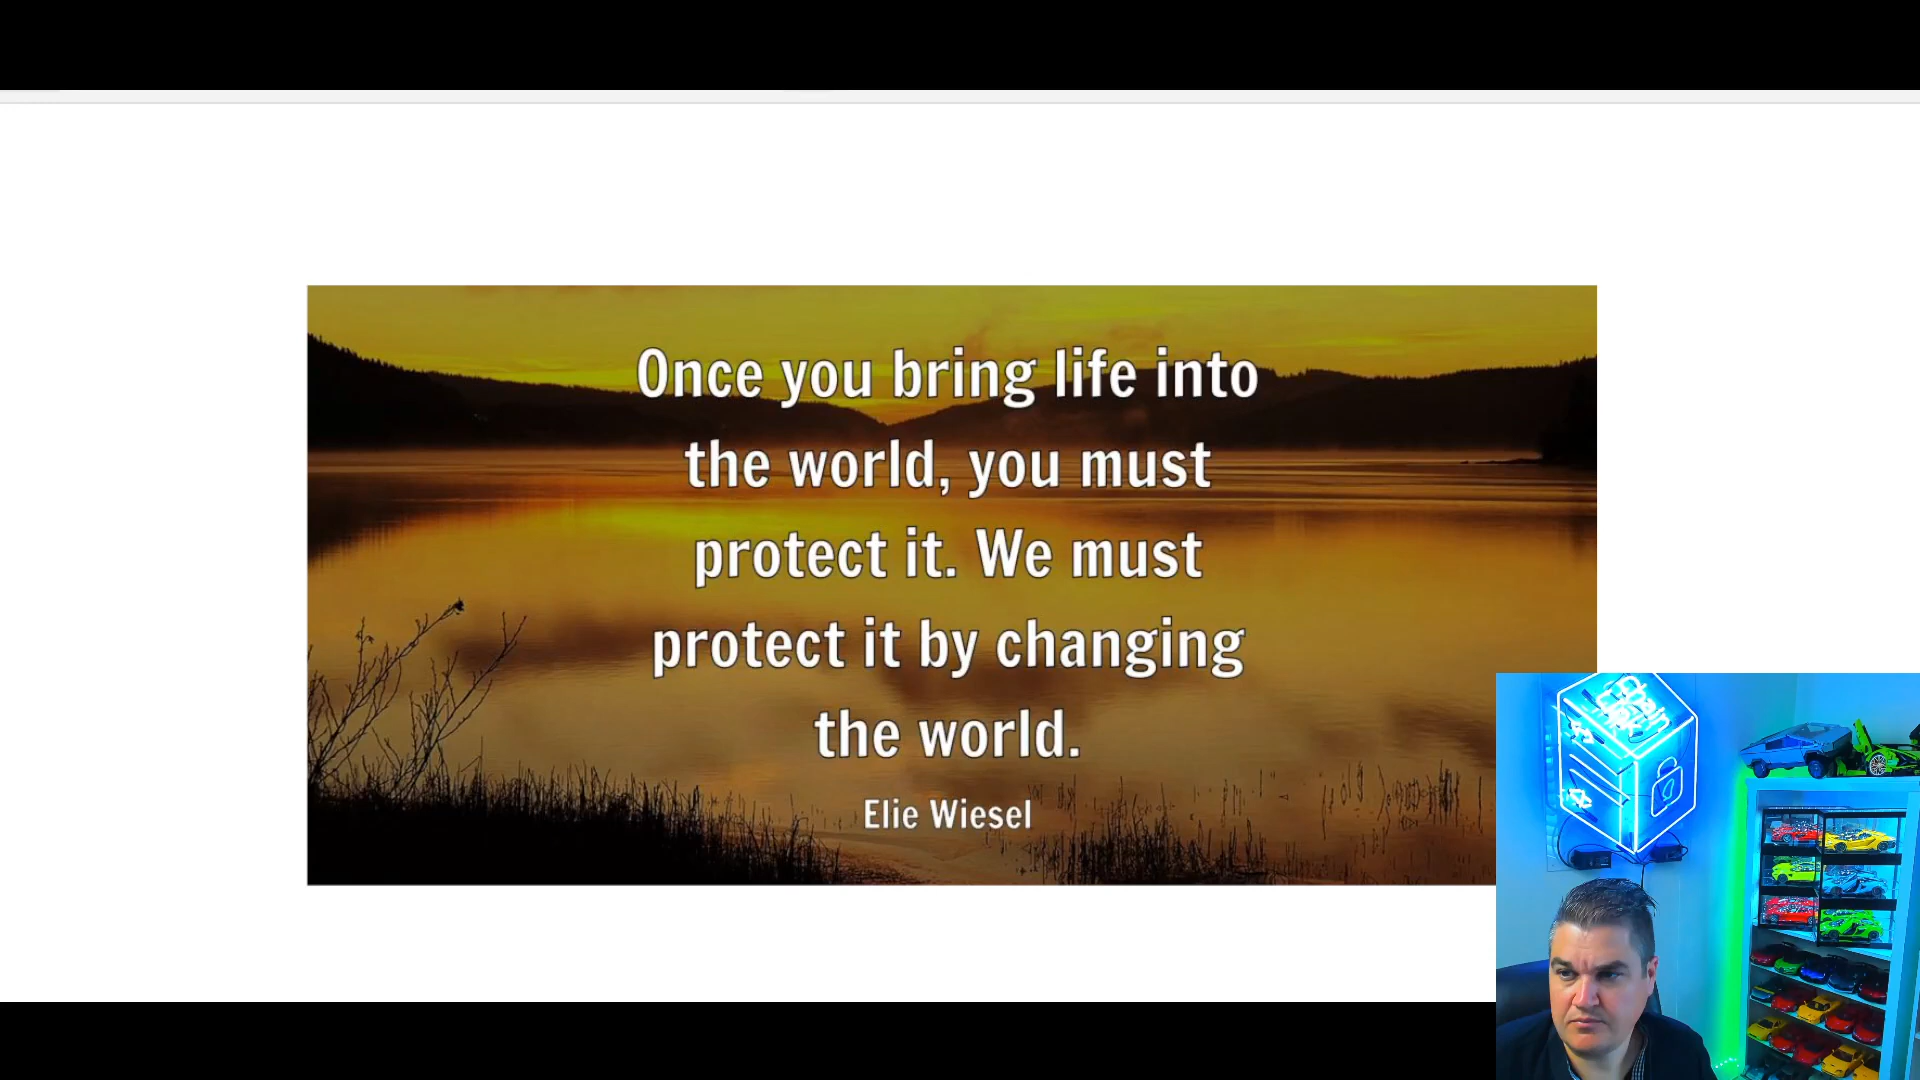 Once you bring life into
the world, you must
protect it. We must
protect it by changing
the world.
Elie Wiesel